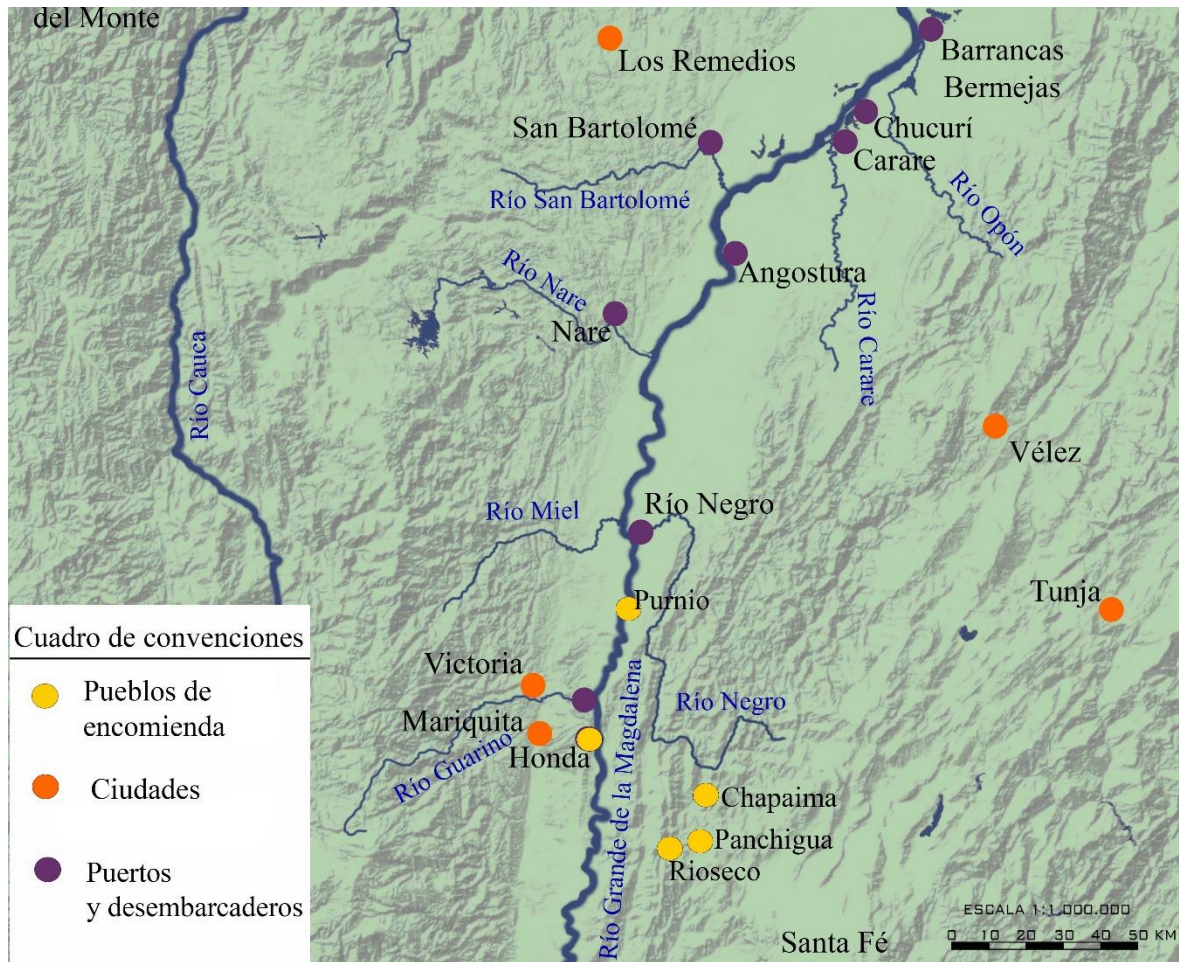 del Monte
Los Remedios
Barrancas
Bermejas
San Bartolomé
Chucurí
Carare
Río San Bartolomé
Río Opón
Angostura
Río Nare
Nare
Río Carare
Río Cauca
Vélez
Río Negro
Río Miel
Purnio
Tunja
Victoria
Río Negro
Mariquita
Honda
Río Guarino
Río Grande de la Magdalena
Chapaima
Panchigua
Rioseco
Santa Fé
Cuadro de convenciones
Pueblos de
encomienda
Ciudades
Puertos
y desembarcaderos
ESCALA 1:1.000.000
0 10 20 30 40 50 KM